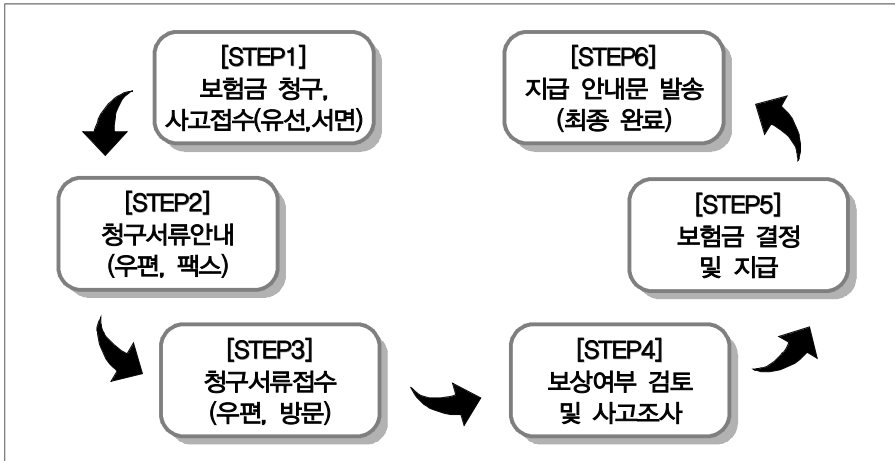 [STEP1]
보험금 청구,
사고접수(유선,서면)
[STEP2]
청구서류안내
(우편, 팩스)
[STEP3]
청구서류접수
(우편, 방문)
[STEP4]
보상여부 검토
및 사고조사
[STEP5]
보험금 결정
및 지급
[STEP6]
지급 안내문 발송
(최종 완료)